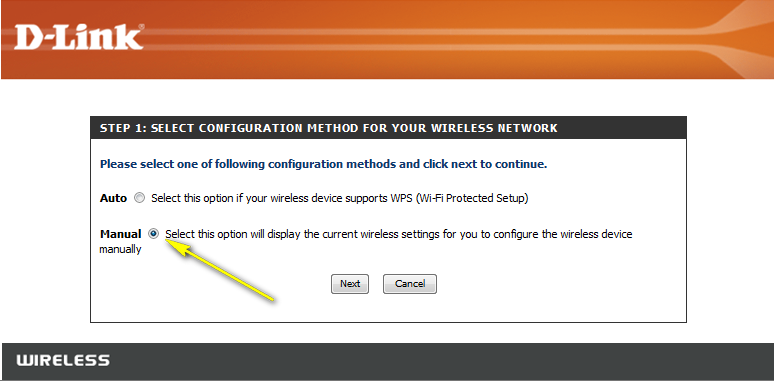 D-Link
STEP 1: SELECT CONFIGURATION METHOD FOR YOUR WIRELESS NETWORK
Please select one of following configuration methods and click next to continue.
Auto Select this option if your wireless device supports WPS (Wi-Fi Protected Setup)
Manual Select this option will display the current wireless settings for you to configure the wireless device
manually
Next Cancel
WIRELESS